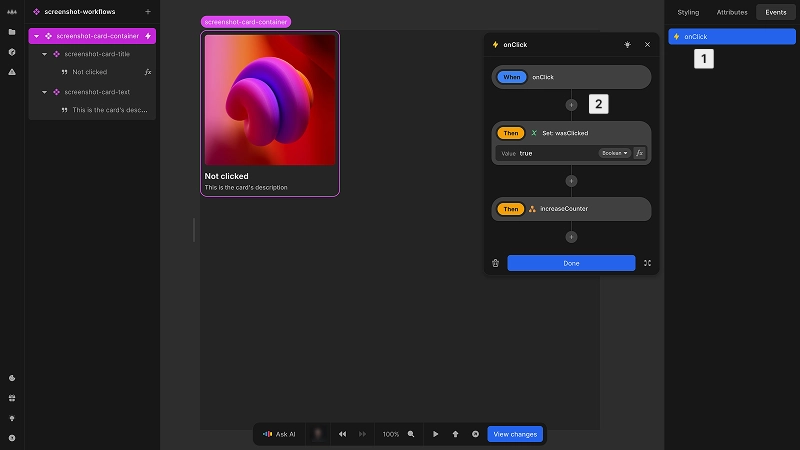 screenshot-workflows
screenshot-card-container
screenshot-card-title
Not clicked
fx
screenshot-card-text
This is the card's desc...
screenshot-card-container
Not clicked
This is the card's description
onClick
When
onClick
2
Then
Set: wasClicked
Value
true
Boolean
fx
Then
increaseCounter
Done
Styling
Attributes
Events
onClick
1
Ask AI
100%
View changes